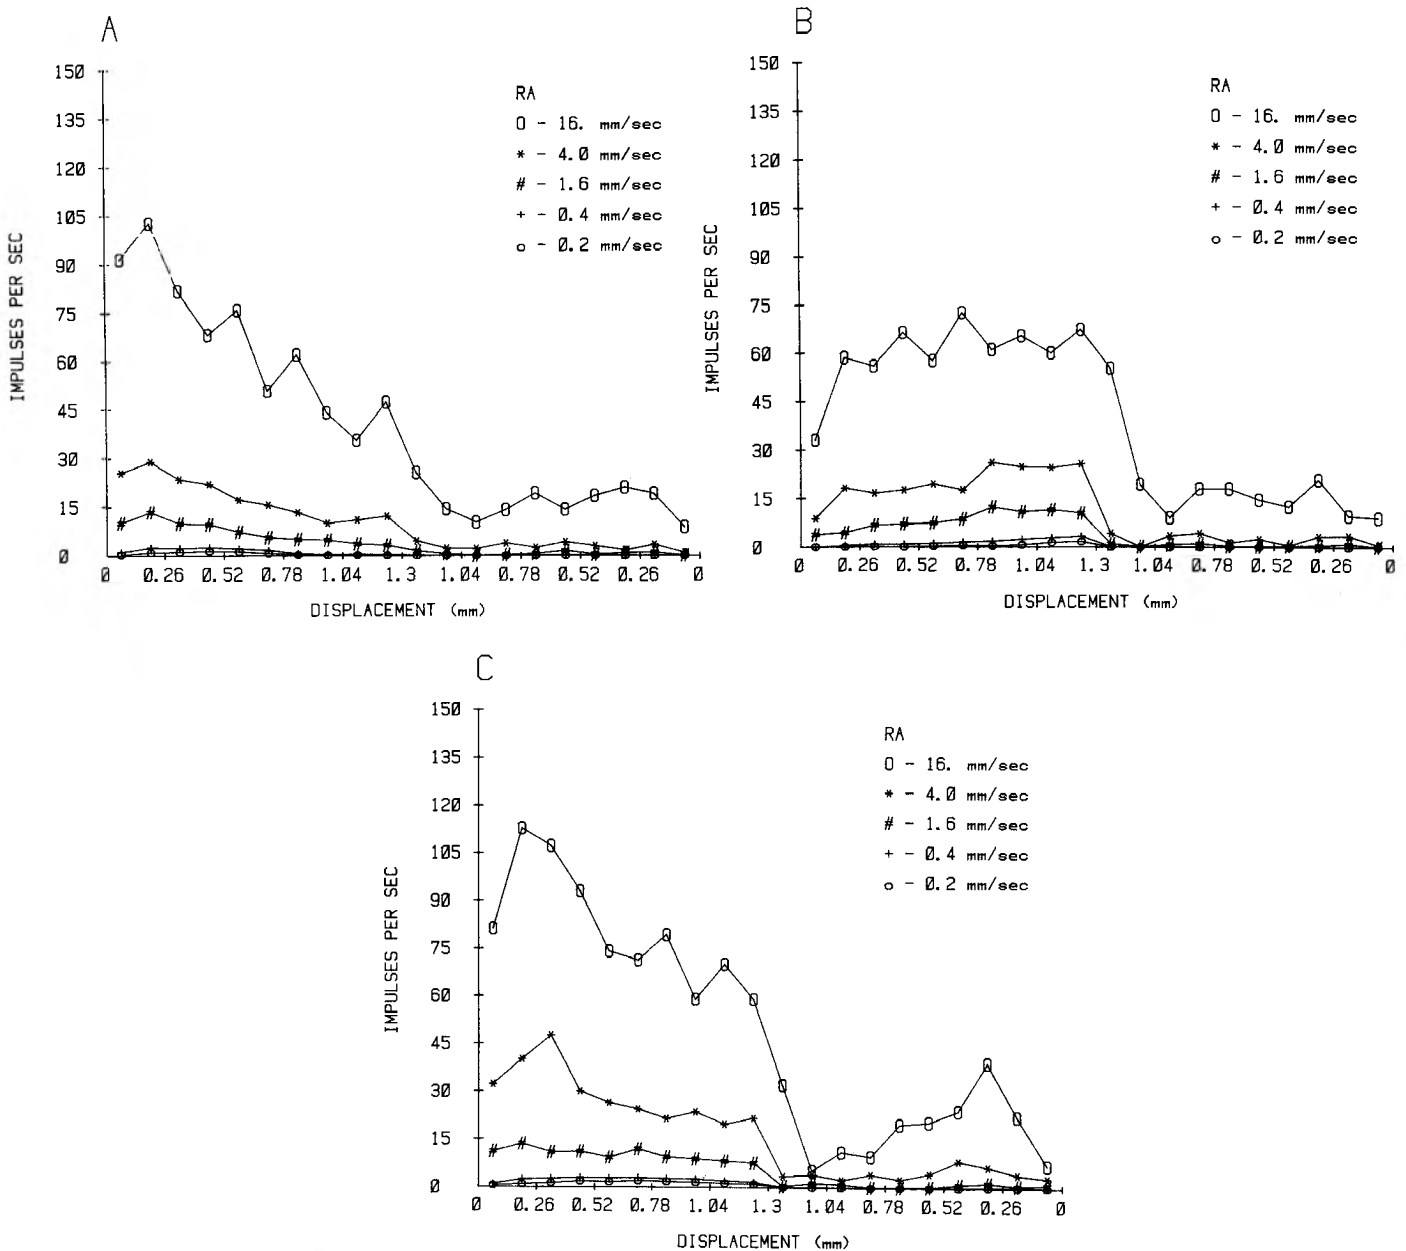 A
150
135
120
105
90
75
60
45
30
15
0
IMPULSES PER SEC
RA
0 - 16. mm/sec
* - 4.0 mm/sec
# - 1.6 mm/sec
+ - 0.4 mm/sec
o - 0.2 mm/sec
0 0.26 0.52 0.78 1.04 1.3 1.04 0.78 0.52 0.26 0
DISPLACEMENT (mm)
B
150
135
120
105
90
75
60
45
30
15
0
IMPULSES PER SEC
RA
0 - 16. mm/sec
* - 4.0 mm/sec
# - 1.6 mm/sec
+ - 0.4 mm/sec
o - 0.2 mm/sec
0 0.26 0.52 0.78 1.04 1.3 1.04 0.78 0.52 0.26 0
DISPLACEMENT (mm)
C
150
135
120
105
90
75
60
45
30
15
0
IMPULSES PER SEC
RA
0 - 16. mm/sec
* - 4.0 mm/sec
# - 1.6 mm/sec
+ - 0.4 mm/sec
o - 0.2 mm/sec
0 0.26 0.52 0.78 1.04 1.3 1.04 0.78 0.52 0.26 0
DISPLACEMENT (mm)